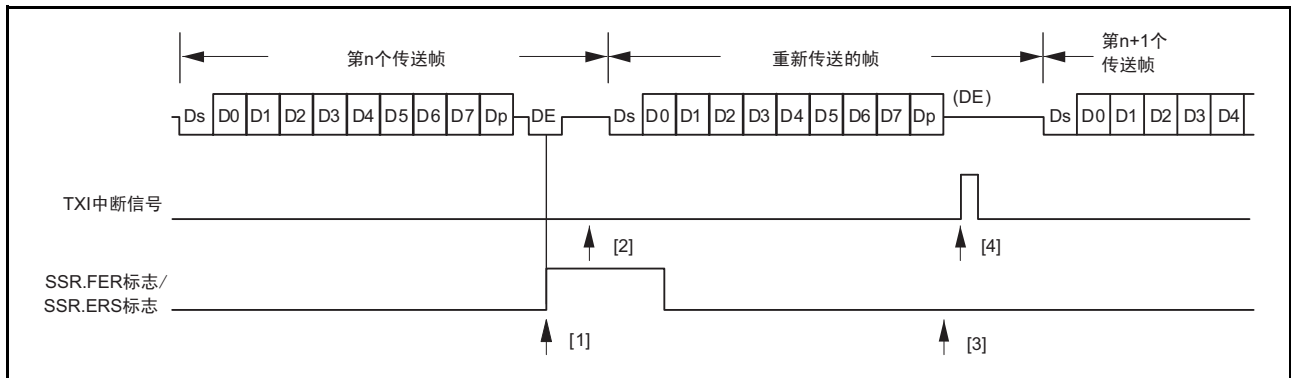 第n个传送帧
重新传送的帧
第n+1个
传送帧
Ds D0 D1 D2 D3 D4 D5 D6 D7 Dp DE Ds D0 D1 D2 D3 D4 D5 D6 D7 Dp (DE) Ds D0 D1 D2 D3 D4
TXI中断信号
[2] [4]
SSR.FER标志/
SSR.ERS标志
[1] [3]